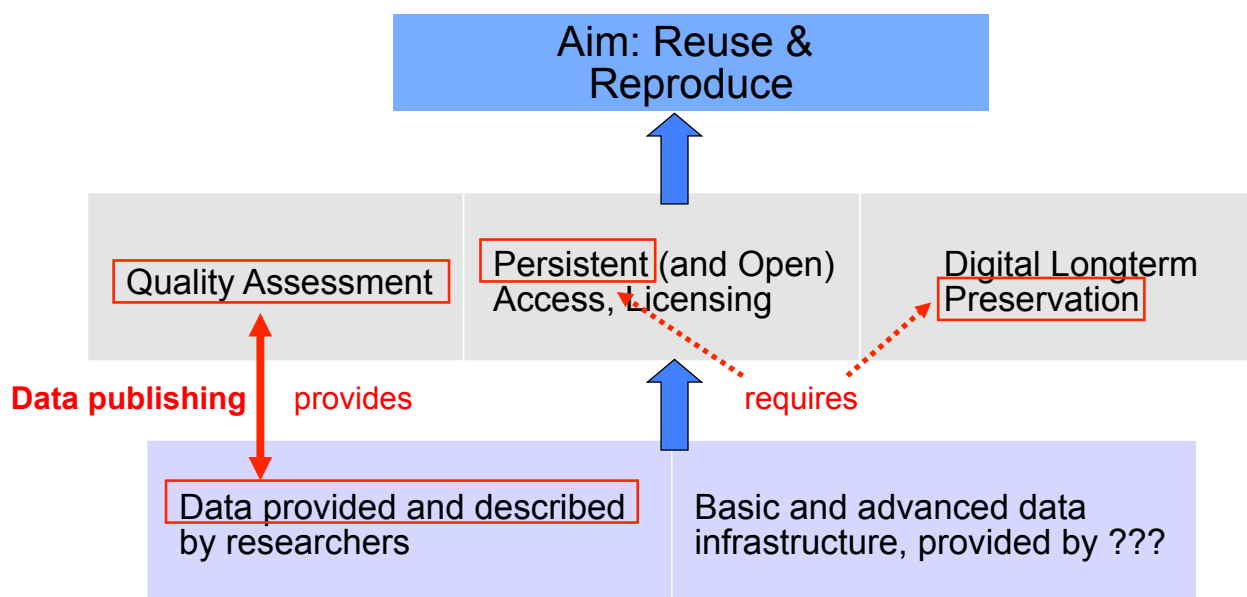 Aim: Reuse &
Reproduce
Quality Assessment
Persistent (and Open)
Access, Licensing
Digital Longterm
Preservation
Data publishing
provides
requires
Data provided and described
by researchers
Basic and advanced data
infrastructure, provided by ???